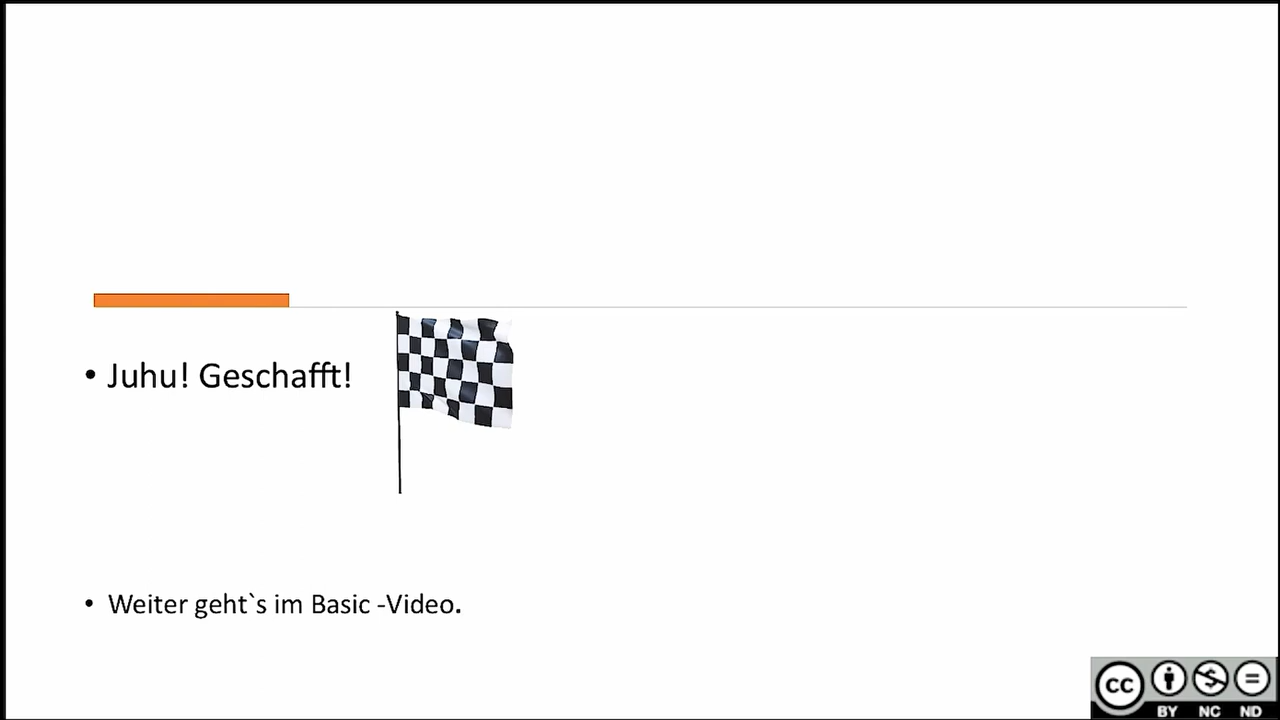 • Juhu! Geschafft!
• Weiter geht`s im Basic -Video.
cc
BY NC ND